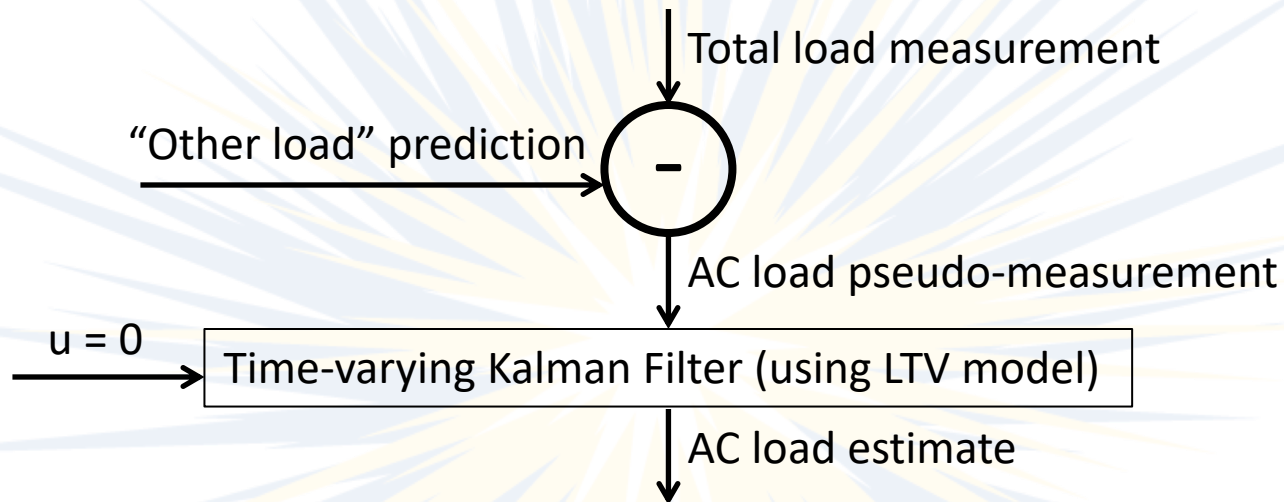 Total load measurement
“Other load” prediction
-
AC load pseudo-measurement
u = 0
Time-varying Kalman Filter (using LTV model)
AC load estimate